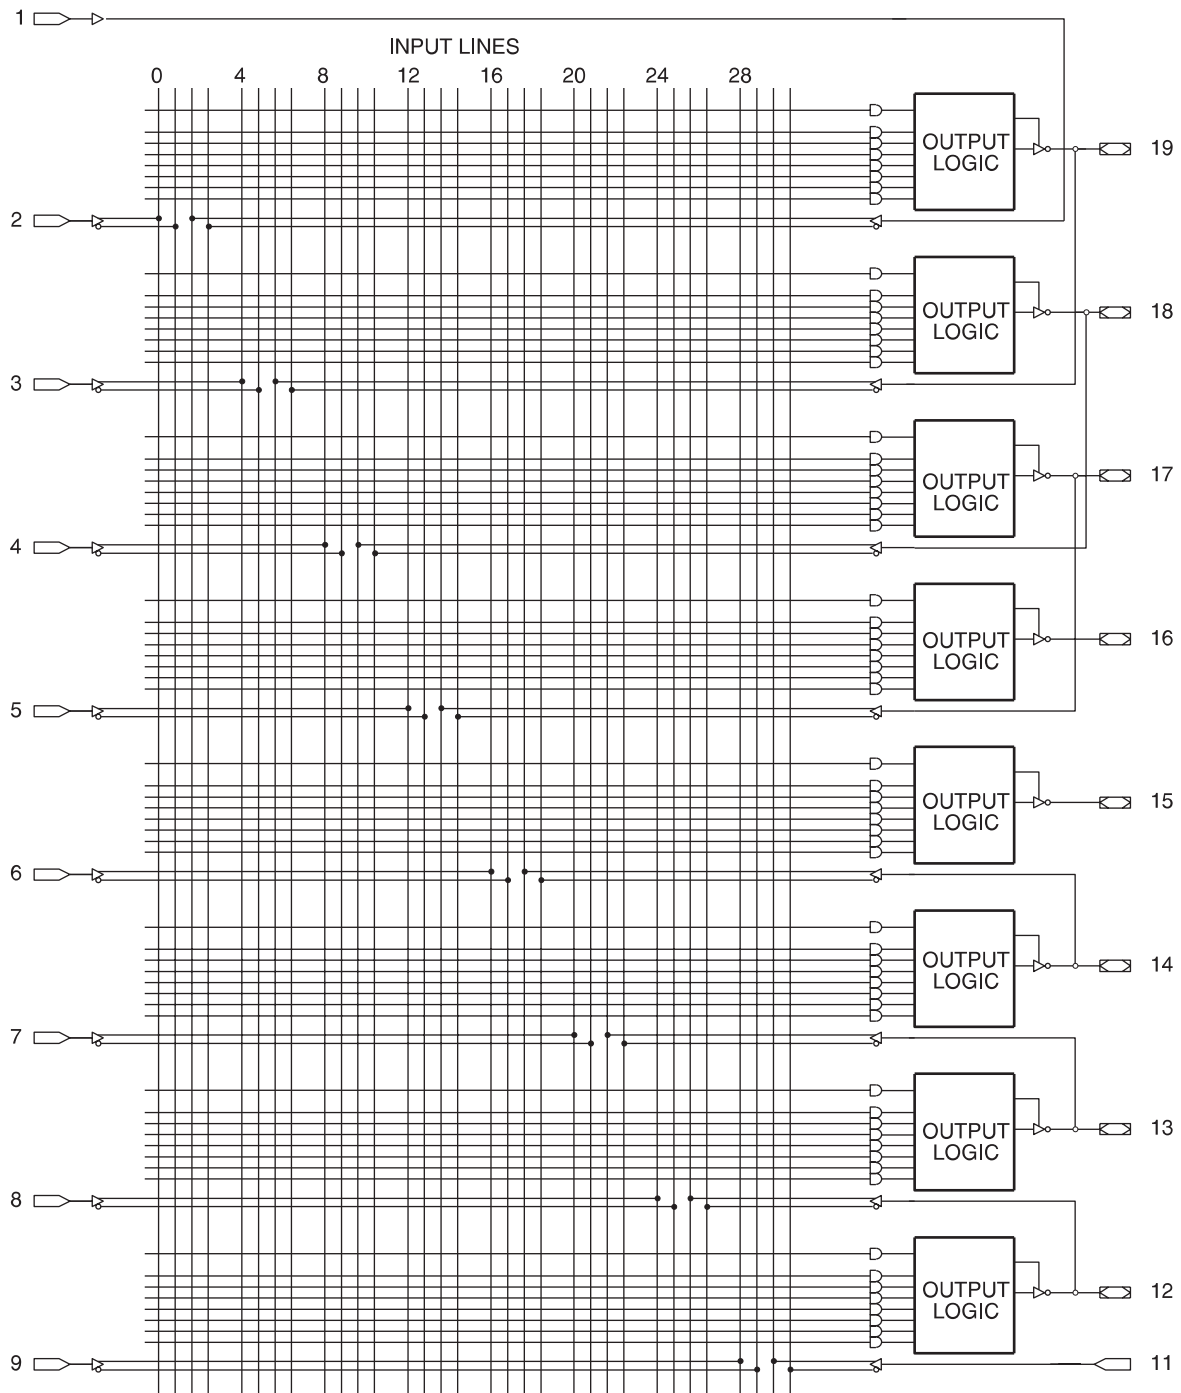 1
INPUT LINES
0 4 8 12 16 20 24 28
OUTPUT
LOGIC
19
2
OUTPUT
LOGIC
18
3
OUTPUT
LOGIC
17
4
OUTPUT
LOGIC
16
5
OUTPUT
LOGIC
15
6
OUTPUT
LOGIC
14
7
OUTPUT
LOGIC
13
8
OUTPUT
LOGIC
12
9
11